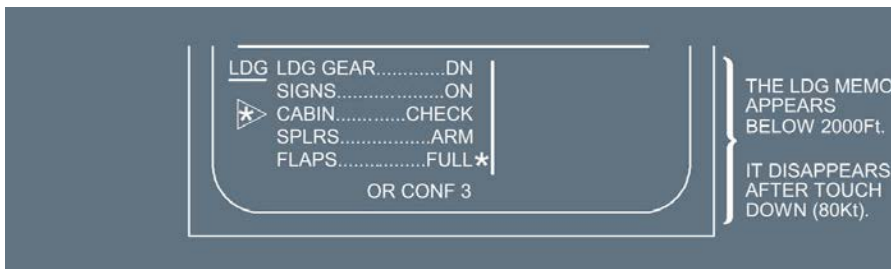 LDG LDG GEAR.............DN
SIGNS....................ON
* CABIN.............CHECK
SPLRS.................ARM
FLAPS................FULL*
OR CONF 3
THE LDG MEMO
APPEARS
BELOW 2000Ft.
IT DISAPPEARS
AFTER TOUCH
DOWN (80Kt).